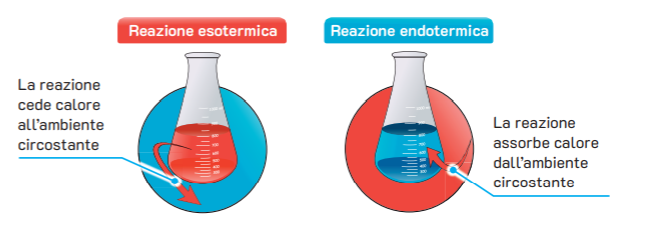 Reazione esotermica
Reazione endotermica
La reazione
cede calore
all'ambiente
circostante
La reazione
assorbe calore
dall'ambiente
circostante